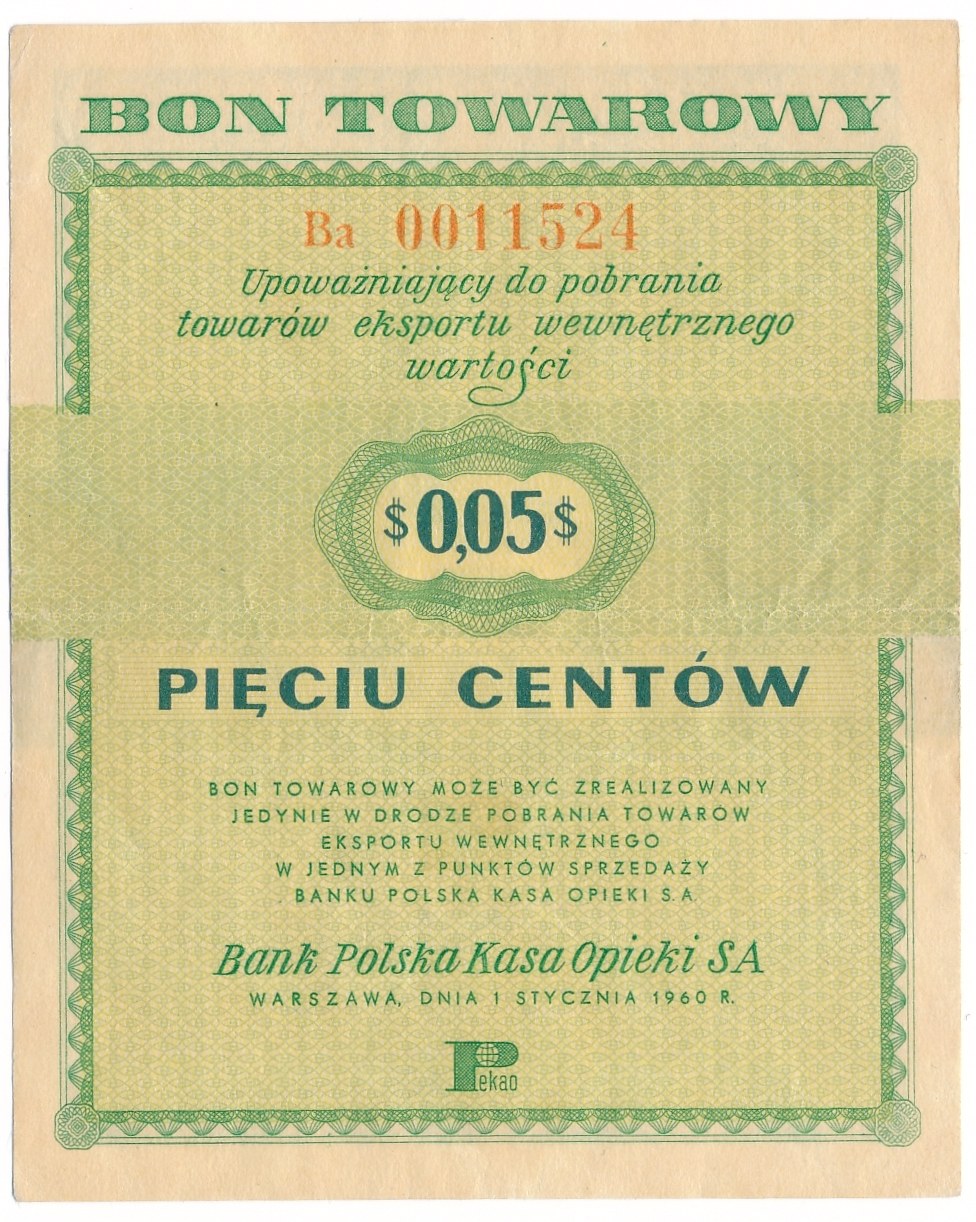 BON TOWAROWY
Ba 0011524
Upoważniający do pobrania
towarów eksportu wewnętrznego
wartości
$0,05$
PIĘCIU CENTÓW
BON TOWAROWY MOŻE BYĆ ZREALIZOWANY
JEDYNIE W DRODZE POBRANIA TOWARÓW
EKSPORTU WEWNĘTRZNEGO
W JEDNYM Z PUNKTÓW SPRZEDAŻY
BANKU POLSKA KASA OPIEKI S.A.
Bank Polska Kasa Opieki SA
WARSZAWA, DNIA 1 STYCZNIA 1960 R.
Pekao